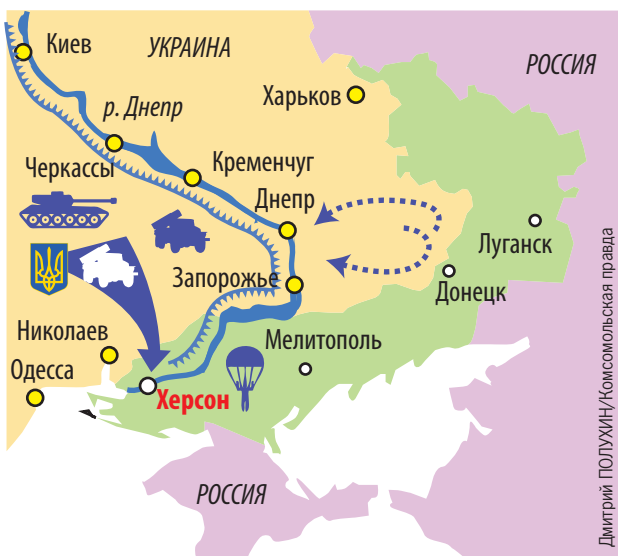 Киев
УКРАИНА
РОССИЯ
Харьков
р. Днепр
Черкассы
Кременчуг
Днепр
Луганск
Запорожье
Донецк
Николаев
Мелитополь
Одесса
Херсон
РОССИЯ
Дмитрий ПОЛУХИН/Комсомольская правда